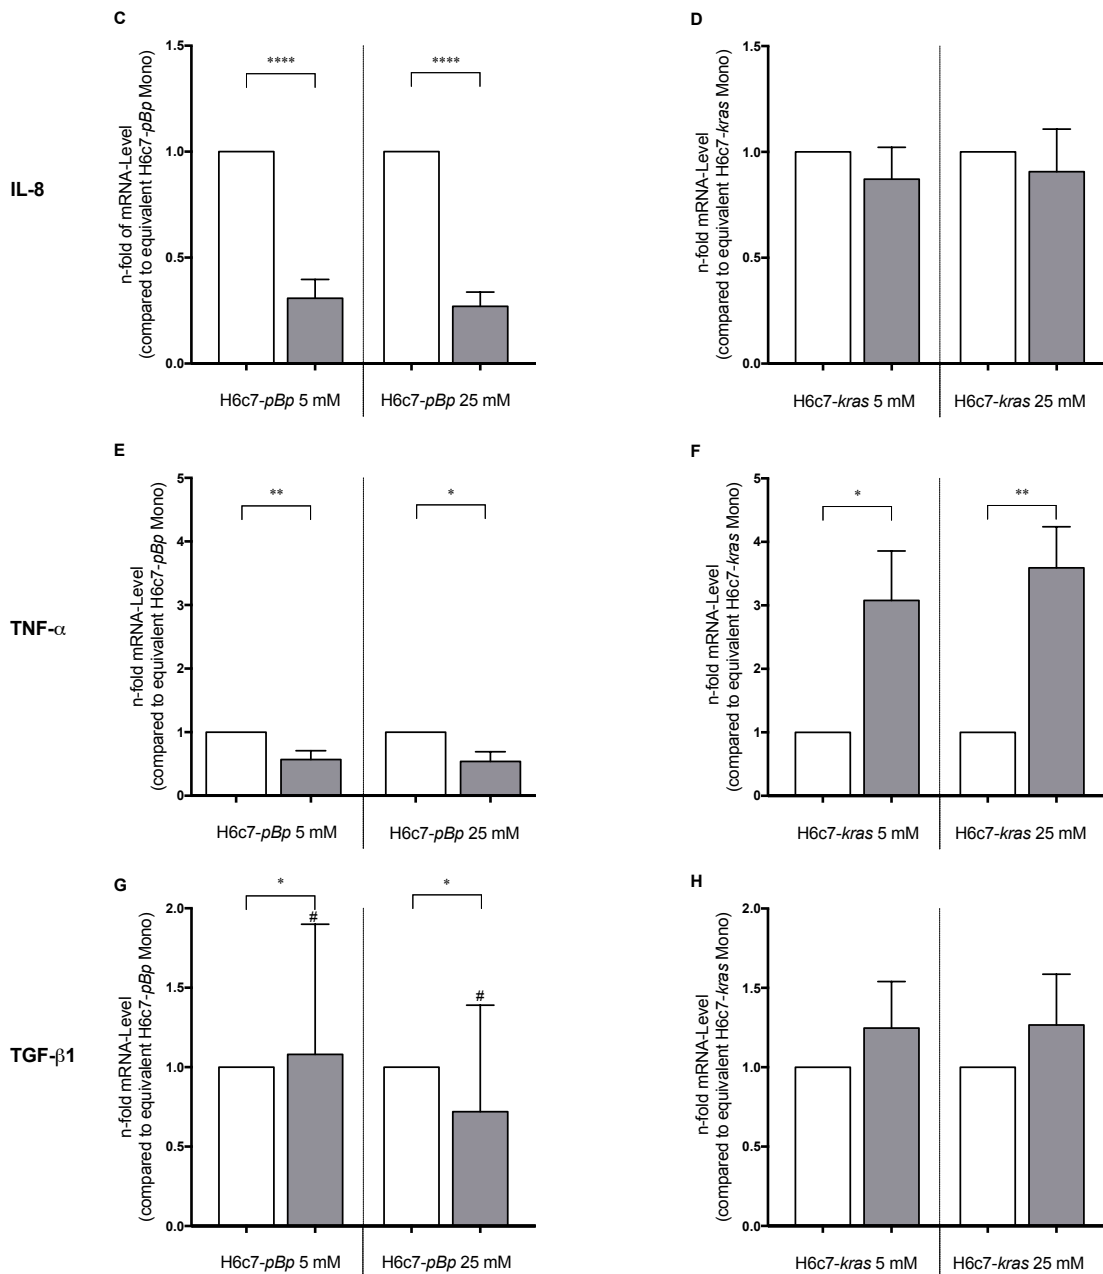 C
n-fold of mRNA-Level
(compared to equivalent H6c7-pBp Mono)
1.5
1.0
0.5
0.0
****
****
H6c7-pBp 5 mM
H6c7-pBp 25 mM
D
n-fold mRNA-Level
(compared to equivalent H6c7-kras Mono)
1.5
1.0
0.5
0.0
H6c7-kras 5 mM
H6c7-kras 25 mM
IL-8
E
n-fold mRNA-Level
(compared to equivalent H6c7-pBp Mono)
5
4
3
2
1
0
**
*
H6c7-pBp 5 mM
H6c7-pBp 25 mM
F
n-fold mRNA-Level
(compared to equivalent H6c7-kras Mono)
5
4
3
2
1
0
*
**
H6c7-kras 5 mM
H6c7-kras 25 mM
TNF-α
G
n-fold mRNA-Level
(compared to equivalent H6c7-pBp Mono)
2.0
1.5
1.0
0.5
0.0
*
#
*
#
H6c7-pBp 5 mM
H6c7-pBp 25 mM
H
n-fold mRNA-Level
(compared to equivalent H6c7-kras Mono)
2.0
1.5
1.0
0.5
0.0
H6c7-kras 5 mM
H6c7-kras 25 mM
TGF-β1